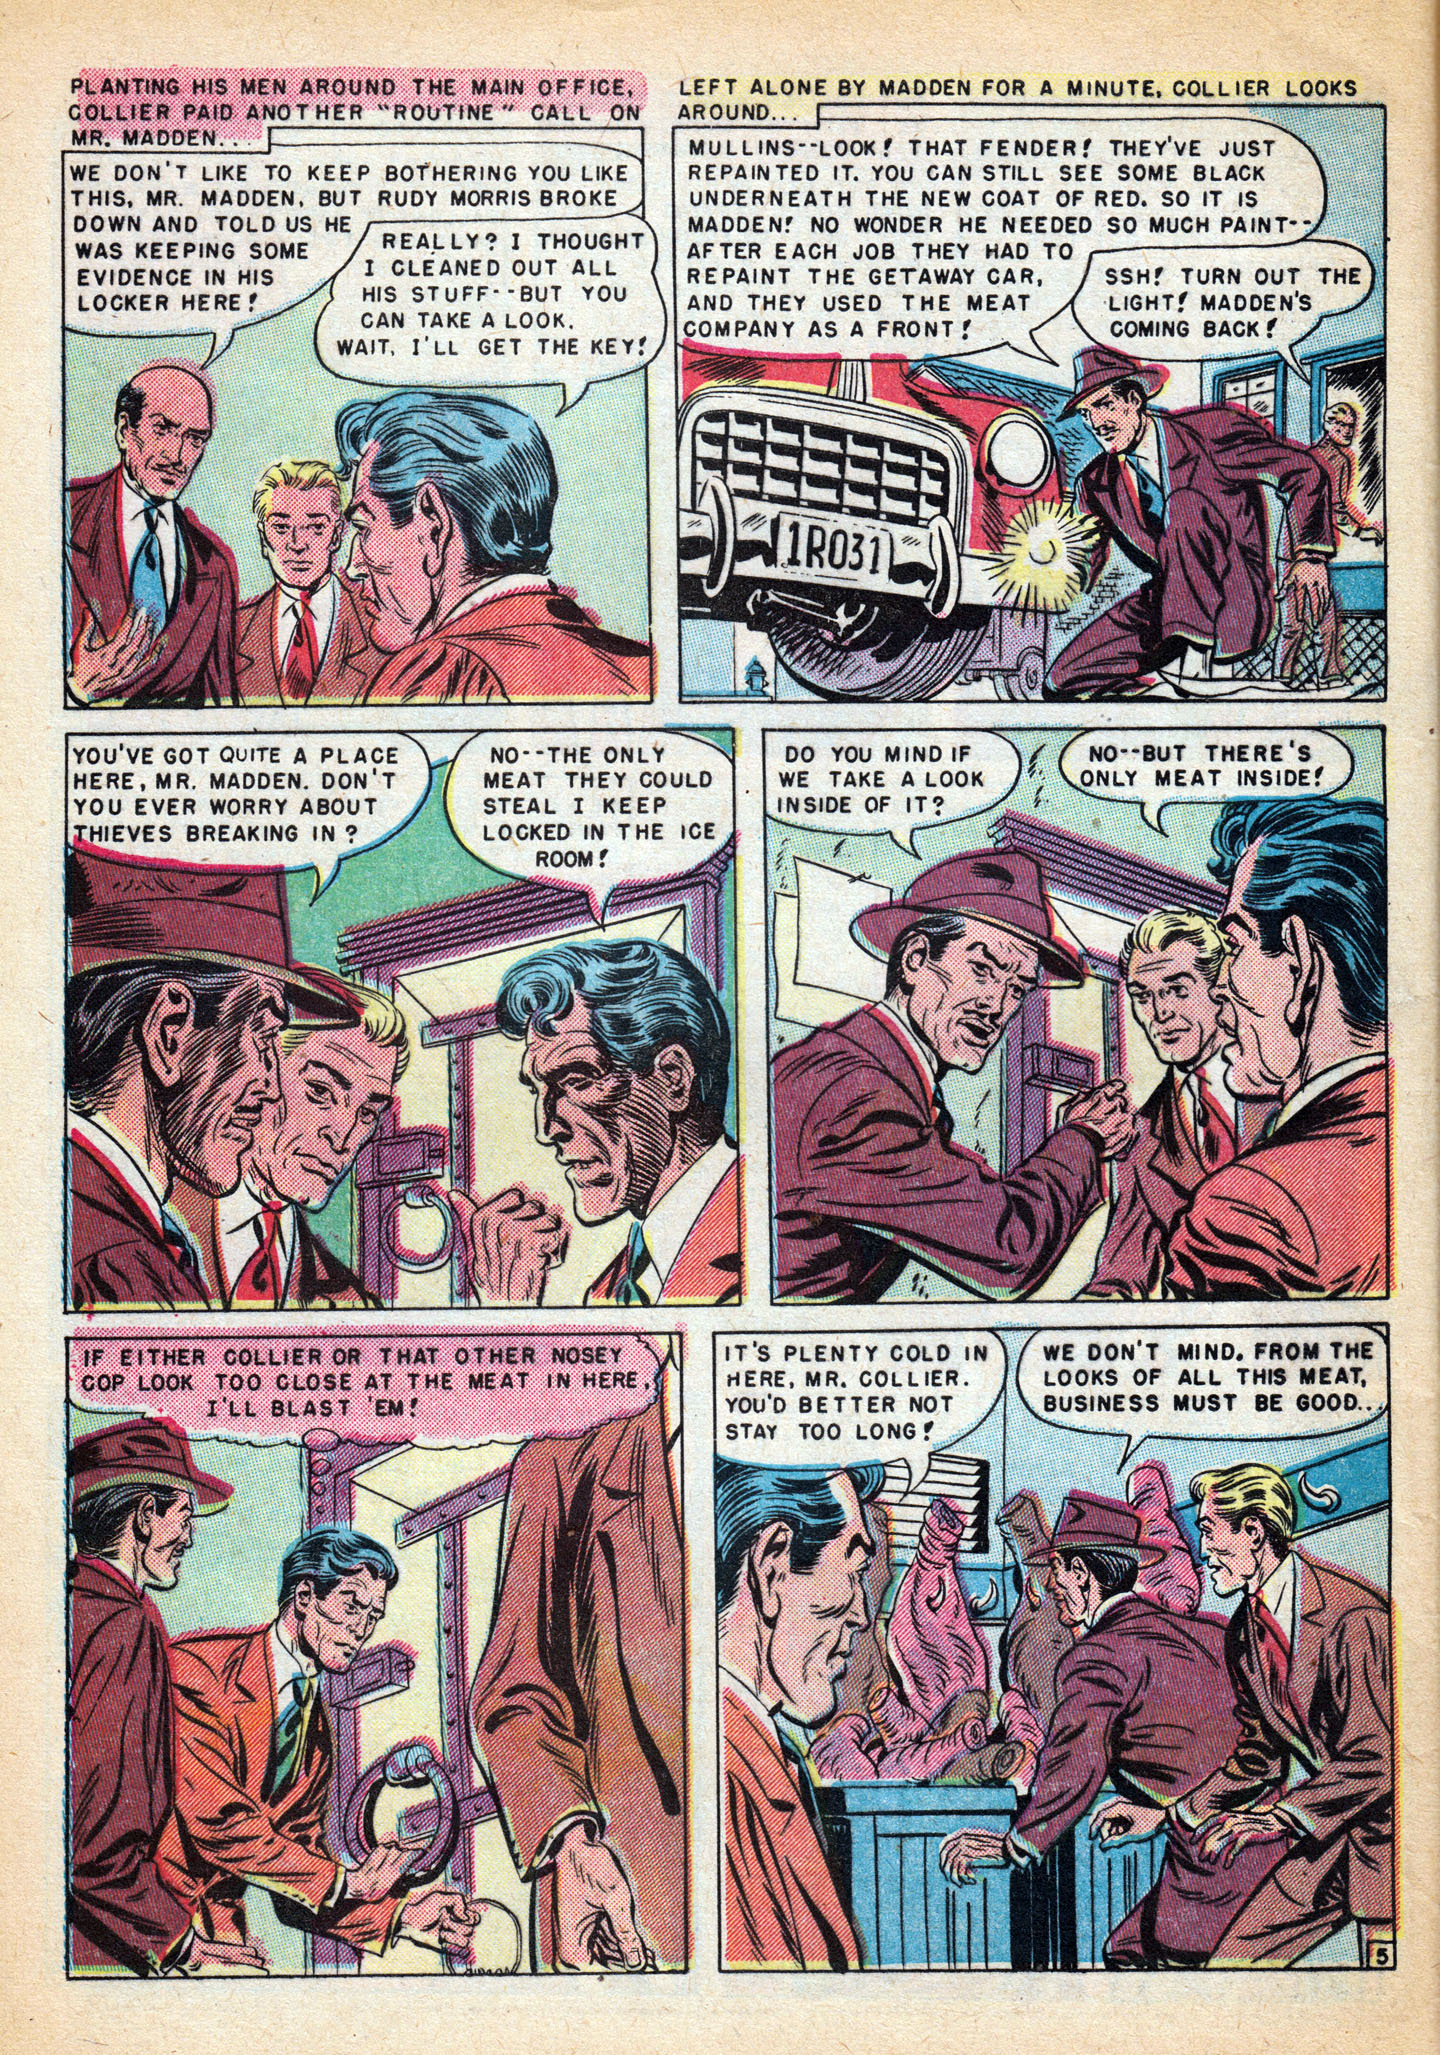 PLANTING HIS MEN AROUND THE MAIN OFFICE,
COLLIER PAID ANOTHER "ROUTINE" CALL ON
MR. MADDEN...
WE DON'T LIKE TO KEEP BOTHERING YOU LIKE
THIS, MR. MADDEN, BUT RUDY MORRIS BROKE
DOWN AND TOLD US HE
WAS KEEPING SOME
EVIDENCE IN HIS
LOCKER HERE!
REALLY? I THOUGHT
I CLEANED OUT ALL
HIS STUFF--BUT YOU
CAN TAKE A LOOK.
WAIT, I'LL GET THE KEY!
LEFT ALONE BY MADDEN FOR A MINUTE, COLLIER LOOKS
AROUND...
MULLINS--LOOK! THAT FENDER! THEY'VE JUST
REPAINTED IT. YOU CAN STILL SEE SOME BLACK
UNDERNEATH THE NEW COAT OF RED. SO IT IS
MADDEN! NO WONDER HE NEEDED SO MUCH PAINT--
AFTER EACH JOB THEY HAD TO
REPAINT THE GETAWAY CAR,
AND THEY USED THE MEAT
COMPANY AS A FRONT!
SSH! TURN OUT THE
LIGHT! MADDEN'S
COMING BACK!
1R031
YOU'VE GOT QUITE A PLACE
HERE, MR. MADDEN. DON'T
YOU EVER WORRY ABOUT
THIEVES BREAKING IN?
NO--THE ONLY
MEAT THEY COULD
STEAL I KEEP
LOCKED IN THE ICE
ROOM!
DO YOU MIND IF
WE TAKE A LOOK
INSIDE OF IT?
NO--BUT THERE'S
ONLY MEAT INSIDE!
IF EITHER COLLIER OR THAT OTHER NOSEY
COP LOOK TOO CLOSE AT THE MEAT IN HERE,
I'LL BLAST 'EM!
IT'S PLENTY COLD IN
HERE, MR. COLLIER.
YOU'D BETTER NOT
STAY TOO LONG!
WE DON'T MIND. FROM THE
LOOKS OF ALL THIS MEAT,
BUSINESS MUST BE GOOD...
5